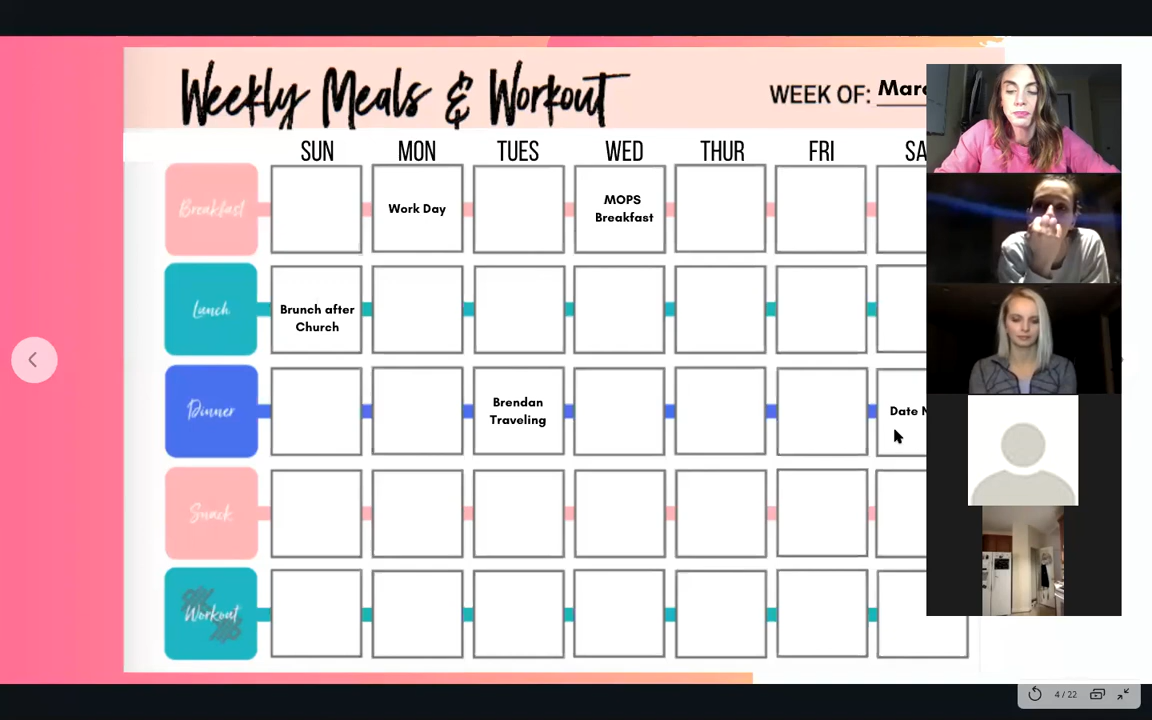 Weekly Meals & Workout
WEEK OF:
SUN MON TUES WED THUR FRI
Breakfast
Work Day
MOPS
Breakfast
Lunch
Brunch after
Church
Dinner
Brendan
Traveling
Date
Snack
Workout
4 / 22